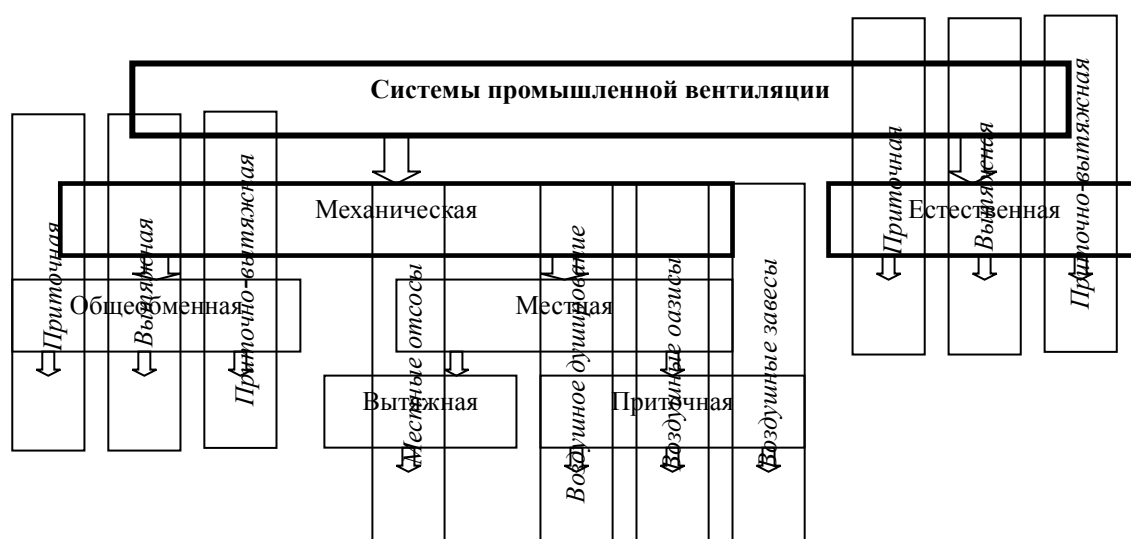 Системы промышленной вентиляции
Механическая
Естественная
Приточная
Вытяжная
Приточно-вытяжная
Общеобменная
Местная
Приточная
Вытяжная
Приточно-вытяжная
Вытяжная
Приточная
Местные отсосы
Воздушное душирование
Воздушные оазисы
Воздушные завесы